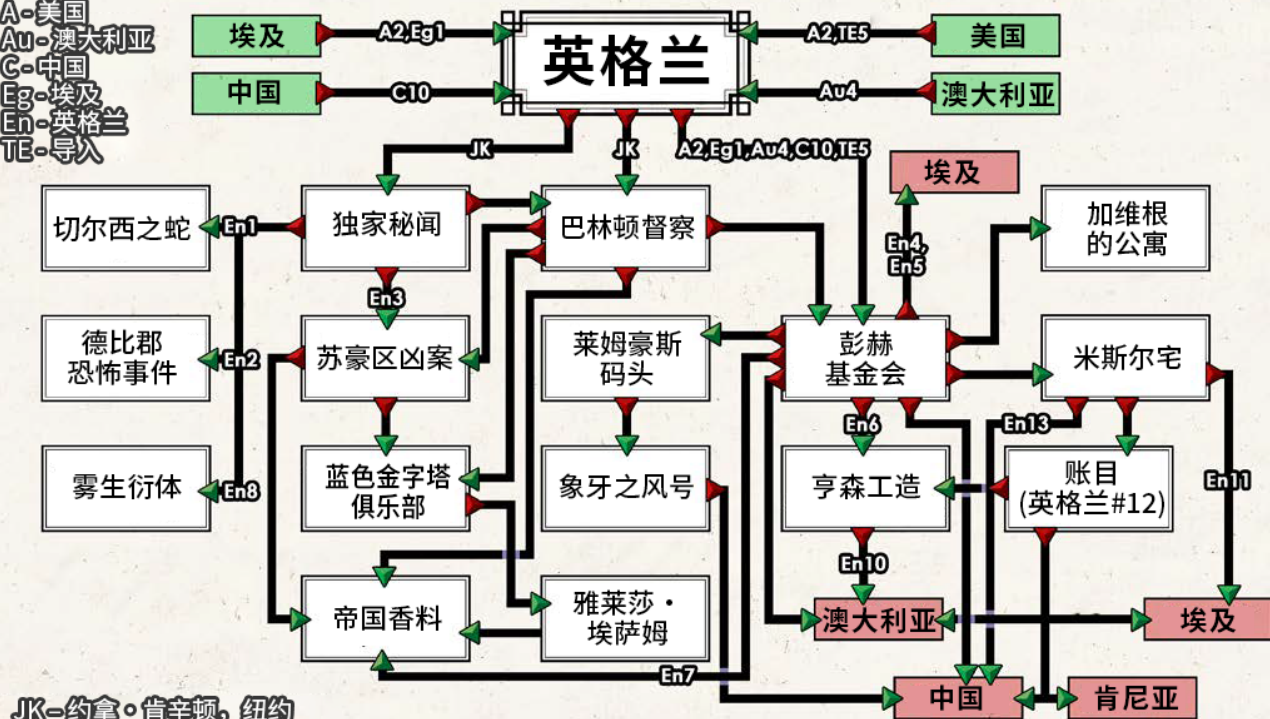 A - 美国
Au - 澳大利亚
C - 中国
Eg - 埃及
En - 英格兰
TE - 导入
埃及
A2,Eg1
英格兰
A2,TE5
美国
中国
C10
Au4
澳大利亚
JK
JK
A2,Eg1,Au4,C10,TE5
埃及
切尔西之蛇
En1
独家秘闻
巴林顿督察
En4,
En5
加维根
的公寓
En3
德比郡
恐怖事件
En2
苏豪区凶案
莱姆豪斯
码头
彭赫
基金会
米斯尔宅
En6
En13
雾生衍体
En8
蓝色金字塔
俱乐部
象牙之风号
亨森工造
账目
(英格兰#12)
En11
En10
帝国香料
雅莱莎·
埃萨姆
澳大利亚
埃及
En7
中国
肯尼亚
JK – 约拿·肯辛顿，纽约